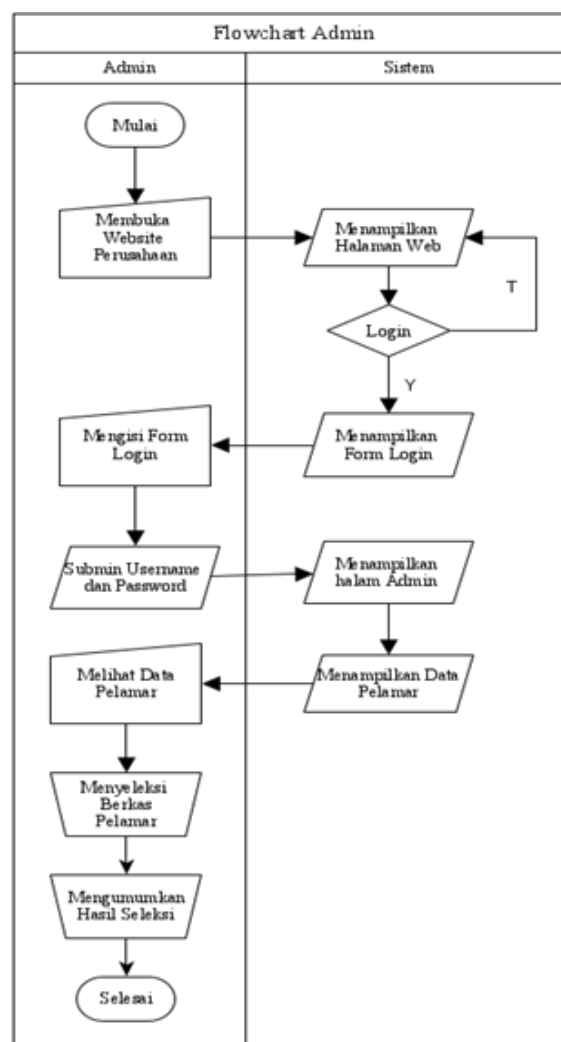 Flowchart Admin
Admin
Sistem
Mulai
Membuka
Website
Perusahaan
Menampilkan
Halaman Web
T
Login
Y
Mengisi Form
Login
Menampilkan
Form Login
Submin Username
dan Password
Menampilkan
halam Admin
Melihat Data
Pelamar
Menampilkan Data
Pelamar
Menyeleksi
Berkas
Pelamar
Mengumumkan
Hasil Seleksi
Selesai